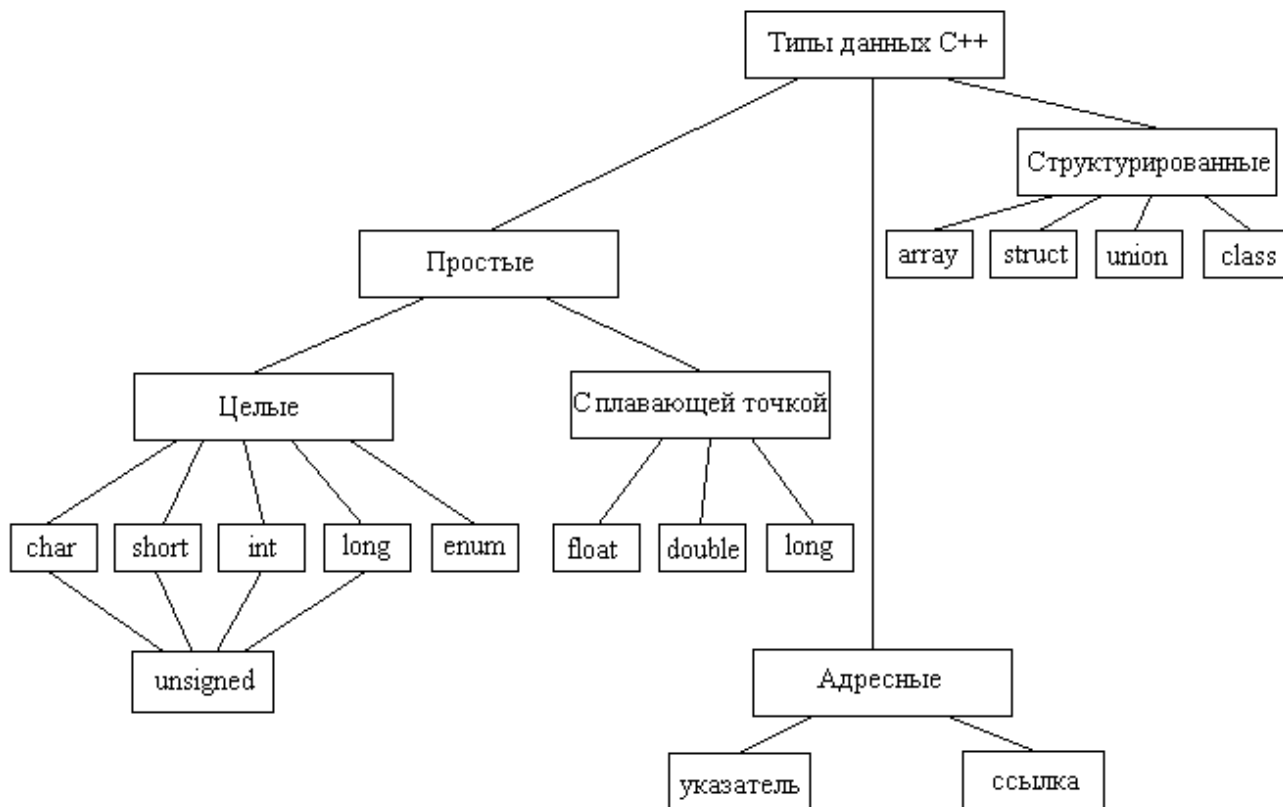 Типы данных С++
Структурированные
array
struct
union
class
Простые
Целые
С плавающей точкой
char
short
int
long
enum
float
double
long
unsigned
Адресные
указатель
ссылка